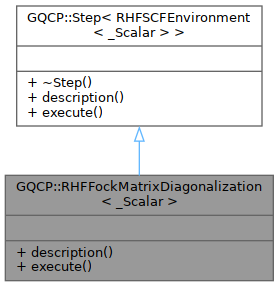 GQCP::Step< RHFSCFEnvironment
< _Scalar > >
+ ~Step()
+ description()
+ execute()
GQCP::RHFFockMatrixDiagonalization
< _Scalar >
+ description()
+ execute()